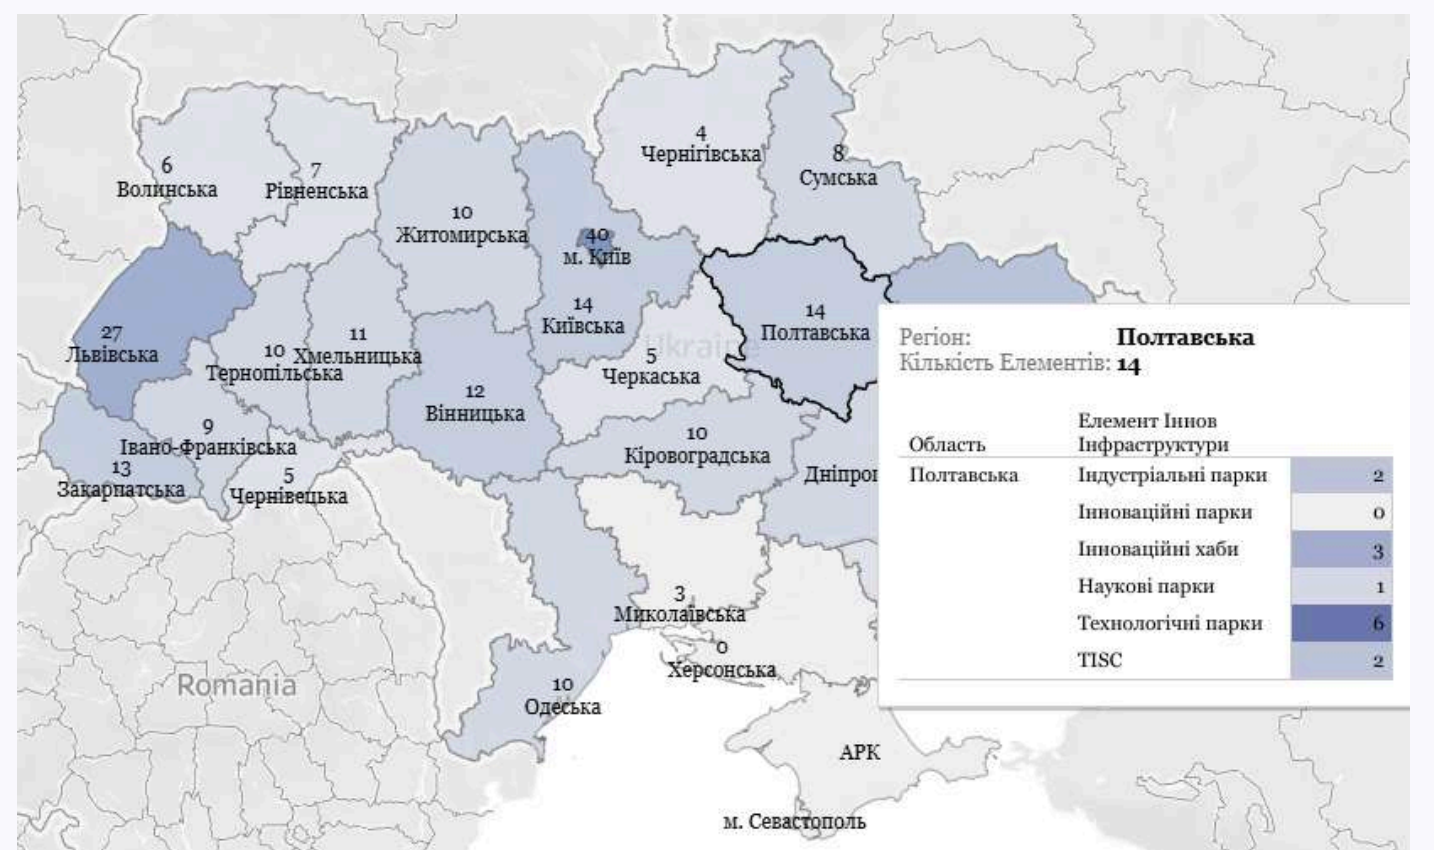 4
Чернігівська
8
Сумська
6
Волинська
7
Рівненська
10
Житомирська
40
м. Київ
14
Київська
14
Полтавська
27
Львівська
10
Тернопільська
11
Хмельницька
Ukraine
5
Черкаська
12
Вінницька
9
Івано-Франківська
13
Закарпатська
5
Чернівецька
10
Кіровоградська
3
Миколаївська
0
Херсонська
10
Одеська
Romania
АРК
м. Севастополь
Регіон: Полтавська
Кількість Елементів: 14
Елемент Іннов
Область Інфраструктури
Полтавська Індустріальні парки 2
Інноваційні парки 0
Інноваційні хаби 3
Наукові парки 1
Технологічні парки 6
TISC 2